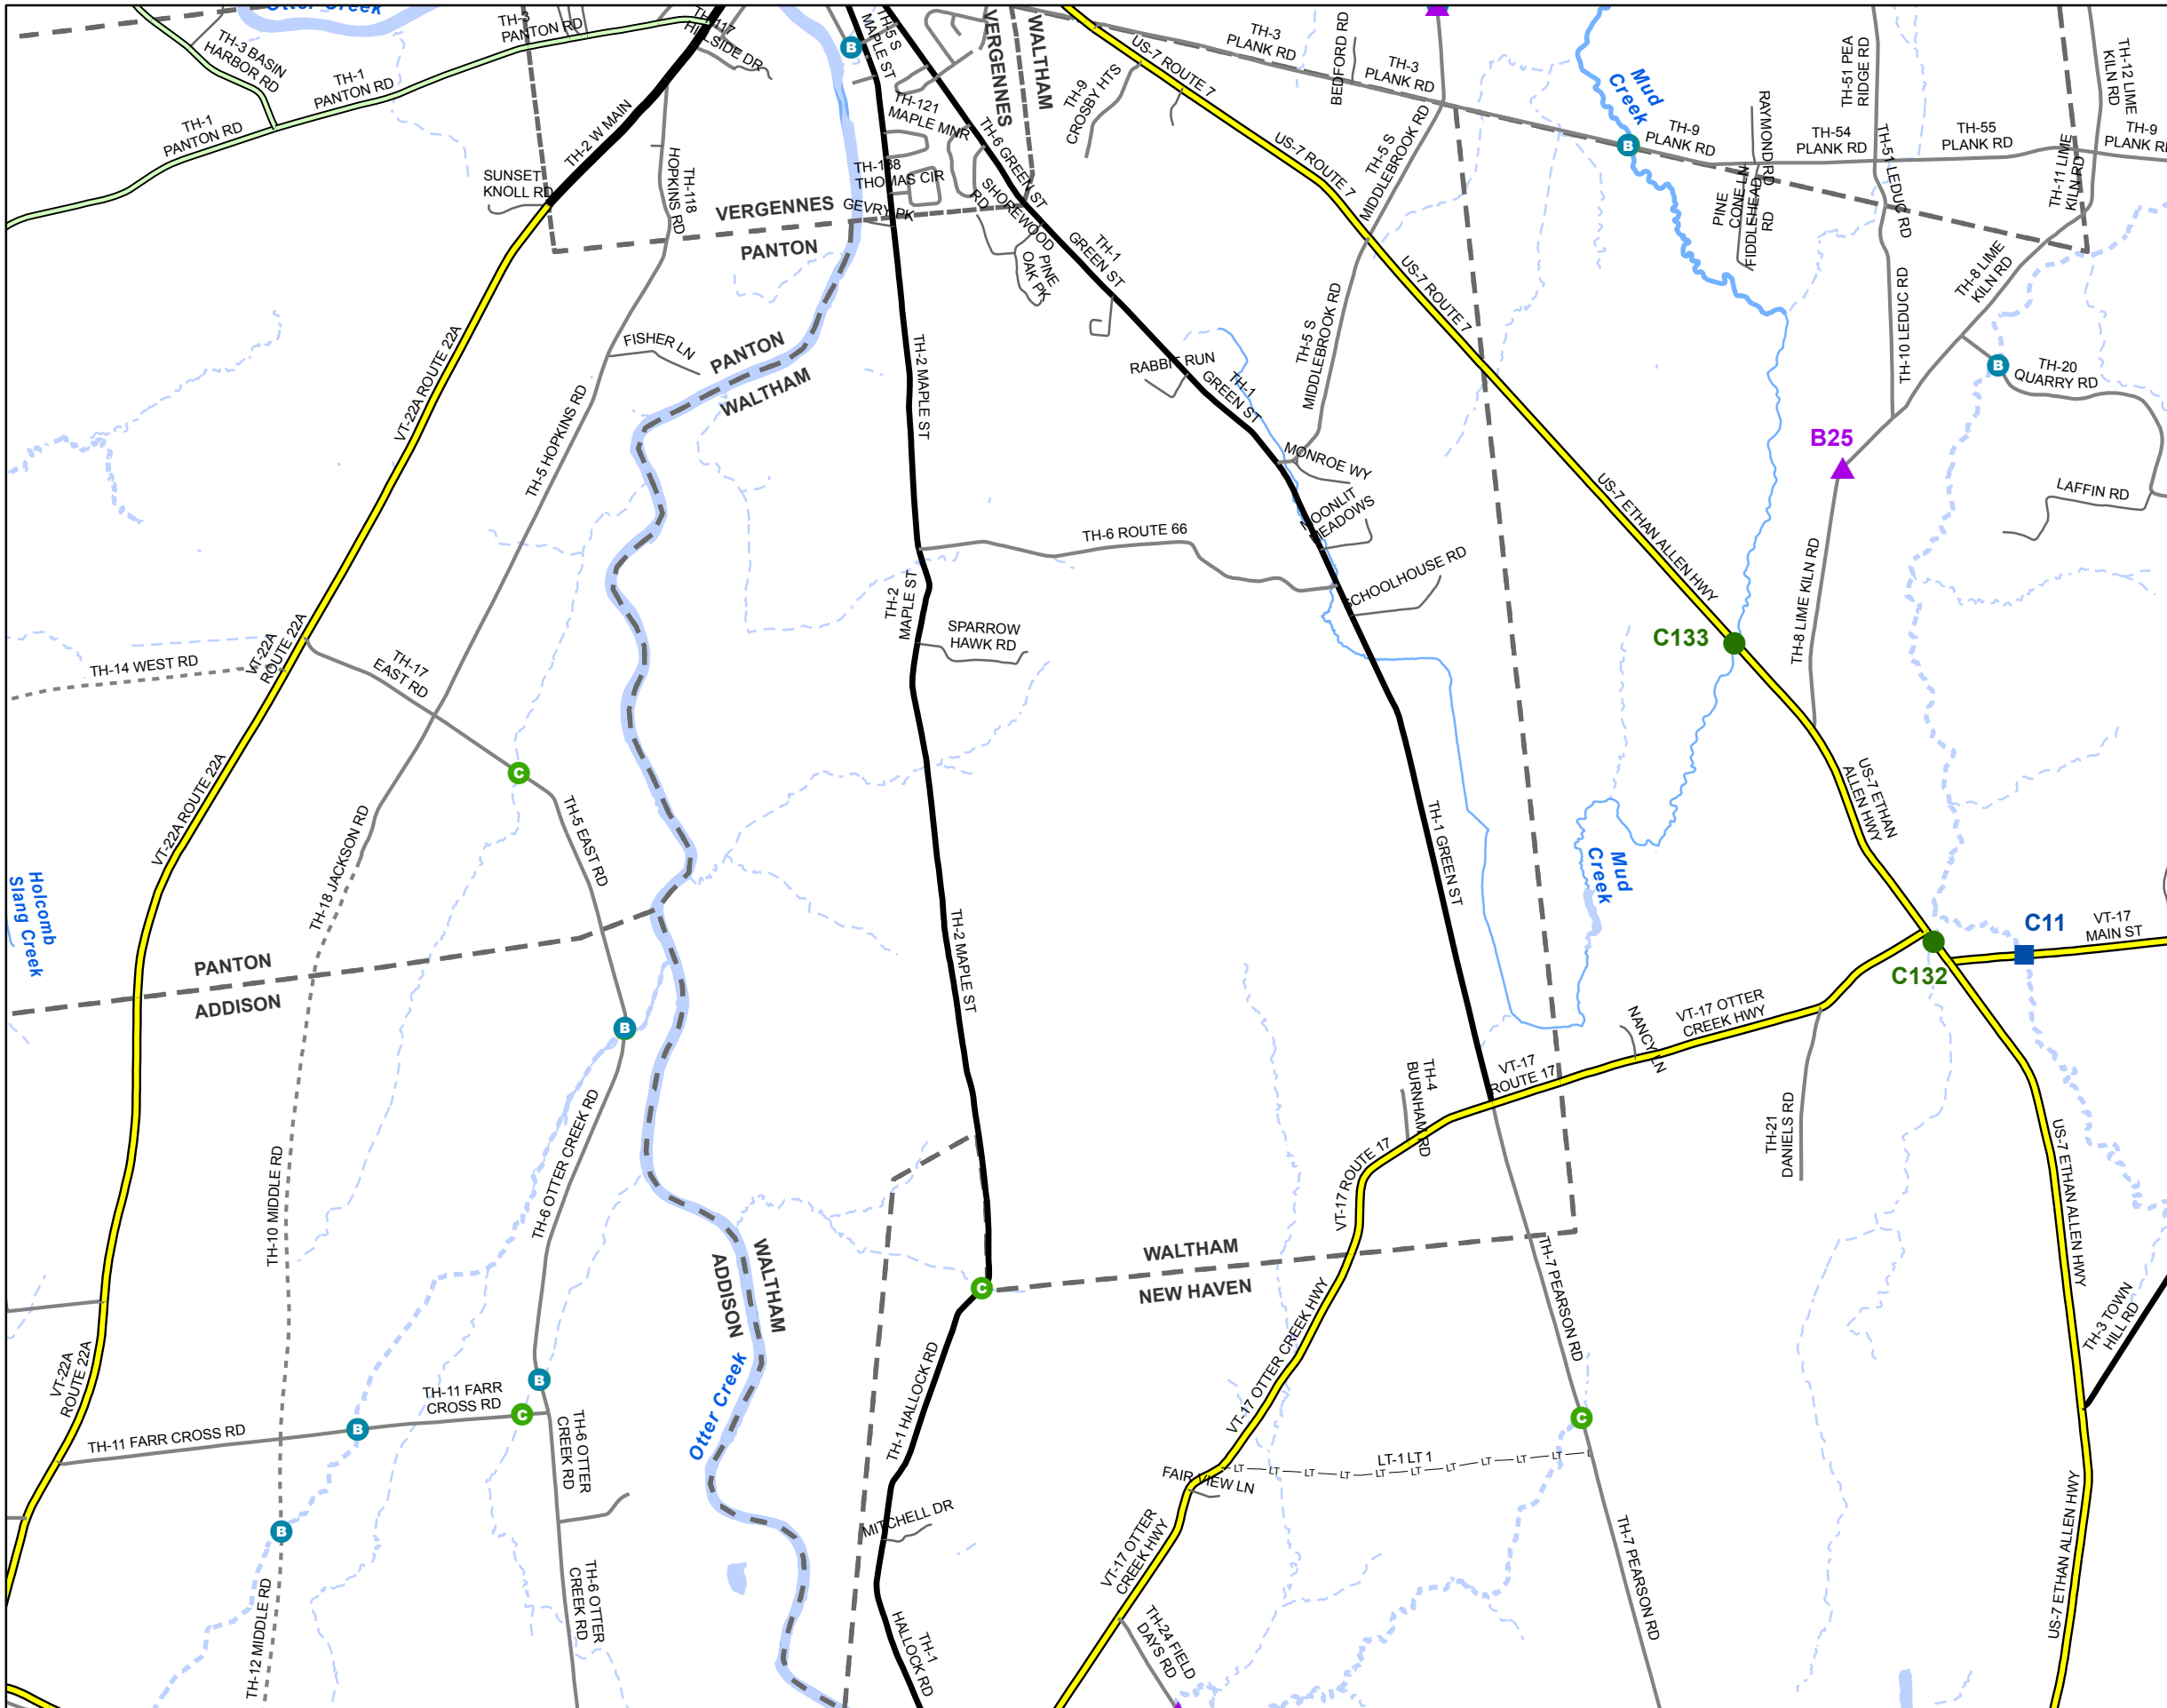 Otter Creek
TH-3
PANTON RD
TH-117
HILLSIDE DR
TH-3 BASIN
HARBOR RD
TH-1
PANTON RD
TH-1
PANTON RD
TH-2 W MAIN
SUNSET
KNOLL RD
TH-118
HOPKINS RD
B
TH-5 S
MAPLE ST
VERGENNES
WALTHAM
TH-121
MAPLE MNR
TH-138
THOMAS CIR
GEVRY PK
TH-6 GREEN ST
SHOREWOOD
RD
PINE
OAK PK
TH-1
GREEN ST
VERGENNES
PANTON
TH-9
CROSBY HTS
US-7 ROUTE 7
TH-3
PLANK RD
BEDFORD RD
TH-3
PLANK RD
US-7 ROUTE 7
TH-5 S
MIDDLEBROOK RD
US-7 ROUTE 7
Mud
Creek
B
TH-9
PLANK RD
RAYMOND RD
PINE
CONE LN
FIDDLEHEAD
RD
TH-54
PLANK RD
TH-51 PEA
RIDGE RD
TH-51 LEDUC RD
TH-55
PLANK RD
TH-12 LIME
KILN RD
TH-9
PLANK RD
TH-11 LIME
KILN RD
TH-8 LIME
KILN RD
TH-10 LEDUC RD
B
TH-20
QUARRY RD
B25
LAFFIN RD
VT-22A ROUTE 22A
FISHER LN
PANTON
WALTHAM
TH-5 HOPKINS RD
TH-2 MAPLE ST
RABBIT RUN
TH-1
GREEN ST
TH-5 S
MIDDLEBROOK RD
MONROE WY
MOONLIT
MEADOWS
TH-6 ROUTE 66
SCHOOLHOUSE RD
TH-2
MAPLE ST
SPARROW
HAWK RD
US-7 ETHAN ALLEN HWY
C133
TH-8 LIME KILN RD
TH-14 WEST RD
VT-22A
ROUTE 22A
TH-17
EAST RD
C
VT-22A ROUTE 22A
TH-18 JACKSON RD
TH-5 EAST RD
Holcomb
Slang Creek
TH-1 GREEN ST
Mud
Creek
US-7 ETHAN
ALLEN HWY
C11
VT-17
MAIN ST
C132
PANTON
ADDISON
B
TH-2 MAPLE ST
VT-17 OTTER
CREEK HWY
NANCY LN
VT-17
ROUTE 17
TH-4
BURNHAM RD
TH-21
DANIELS RD
US-7 ETHAN ALLEN HWY
VT-17 ROUTE 17
TH-6 OTTER CREEK RD
TH-10 MIDDLE RD
WALTHAM
ADDISON
C
WALTHAM
NEW HAVEN
TH-7 PEARSON RD
TH-3 TOWN
HILL RD
VT-22A
ROUTE 22A
TH-11 FARR
CROSS RD
B
C
B
TH-11 FARR CROSS RD
TH-6 OTTER
CREEK RD
Otter Creek
TH-1 HALLOCK RD
VT-17 OTTER CREEK HWY
C
LT LT LT LT LT LT LT LT LT LT L
LT-1 LT 1
FAIR VIEW LN
MITCHELL DR
B
TH-12 MIDDLE RD
TH-6 OTTER
CREEK RD
TH-1
HALLOCK RD
VT-17 OTTER
CREEK HWY
TH-24 FIELD
DAYS RD
TH-7 PEARSON RD
US-7 ETHAN ALLEN HWY